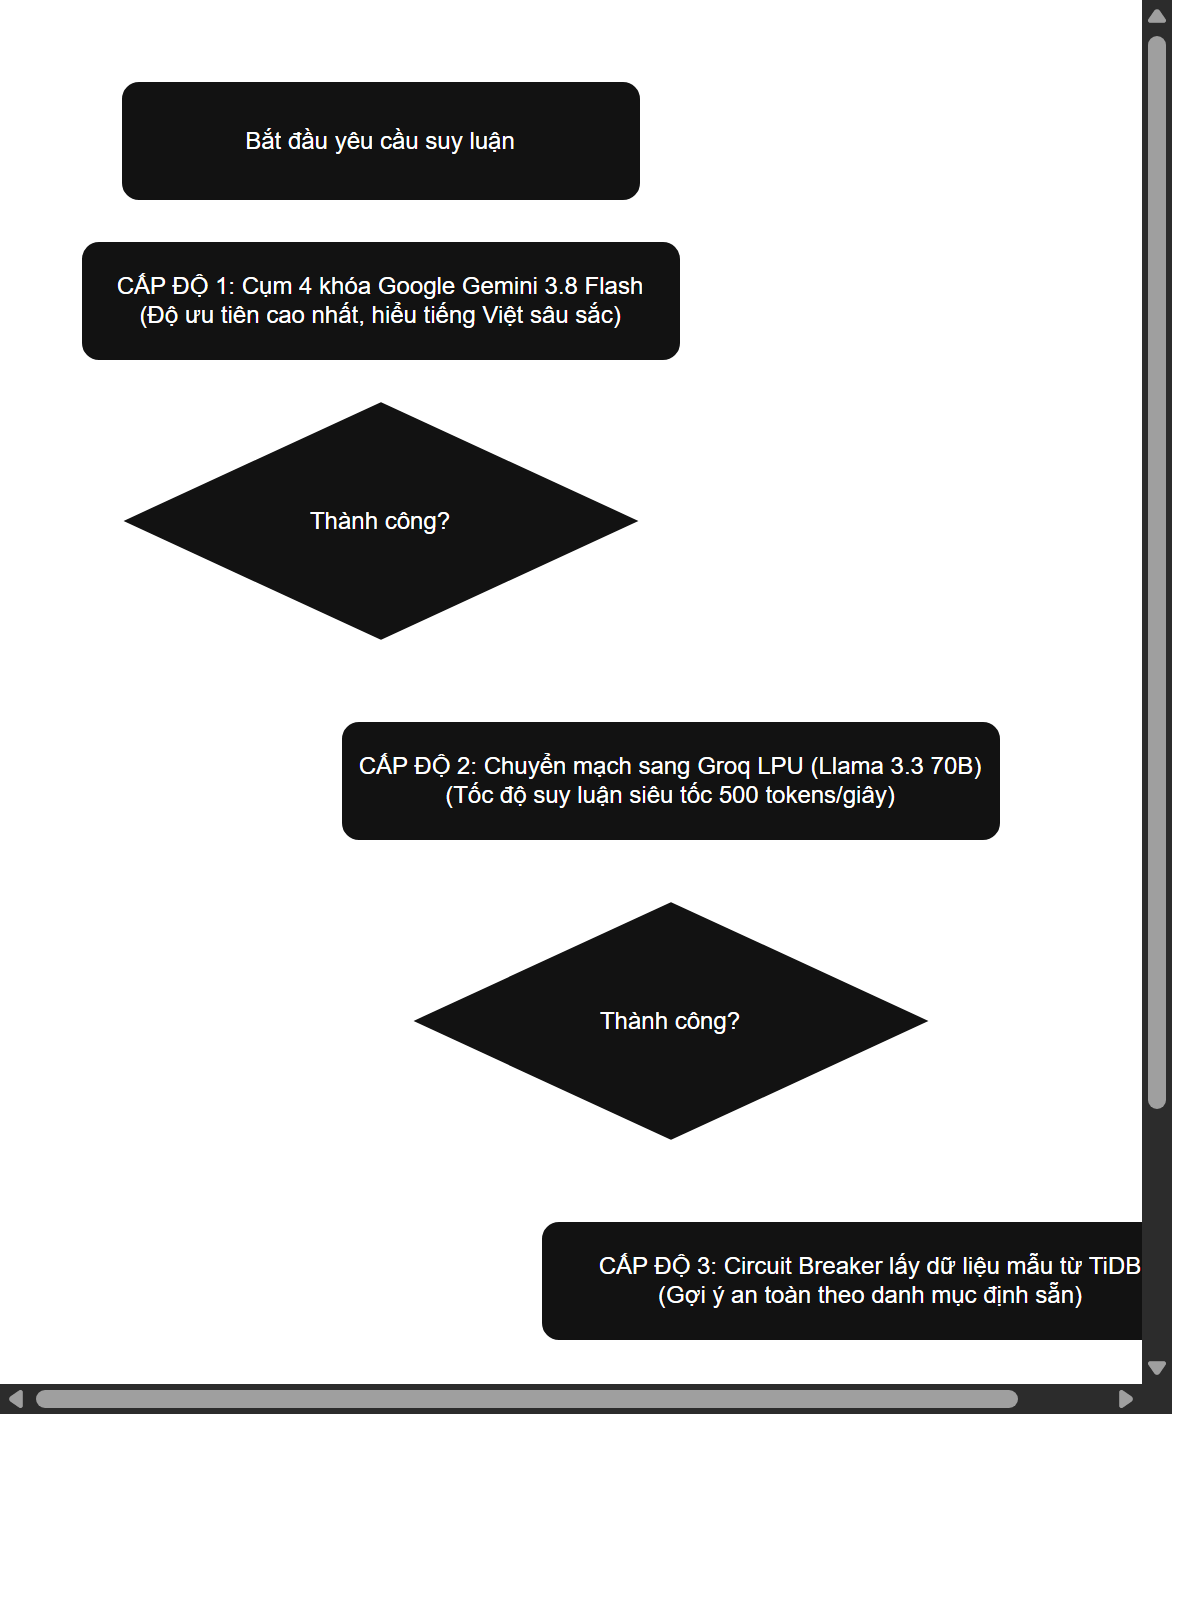 Bắt đầu yêu cầu suy luận
CẤP ĐỘ 1: Cụm 4 khóa Google Gemini 3.8 Flash
(Độ ưu tiên cao nhất, hiểu tiếng Việt sâu sắc)
Thành công?
CẤP ĐỘ 2: Chuyển mạch sang Groq LPU (Llama 3.3 70B)
(Tốc độ suy luận siêu tốc 500 tokens/giây)
Thành công?
CẤP ĐỘ 3: Circuit Breaker lấy dữ liệu mẫu từ TiDB
(Gợi ý an toàn theo danh mục định sẵn)